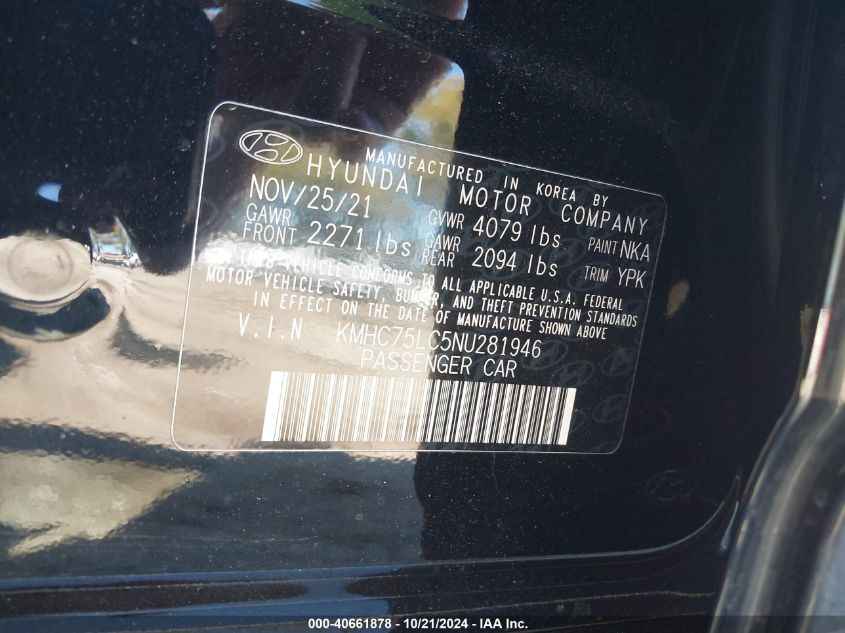 MANUFACTURED IN KOREA BY
HYUNDAI MOTOR COMPANY
NOV/25/21 GVWR 4079 lbs PAINT NKA
GAWR FRONT 2271 lbs GAWR REAR 2094 lbs TRIM YPK
THIS VEHICLE CONFORMS TO ALL APPLICABLE U.S.A. FEDERAL
MOTOR VEHICLE SAFETY, BUMPER, AND THEFT PREVENTION STANDARDS
IN EFFECT ON THE DATE OF MANUFACTURE SHOWN ABOVE
V.I.N KMHC75LC5NU281946
PASSENGER CAR
000-40661878 - 10/21/2024 - IAA Inc.